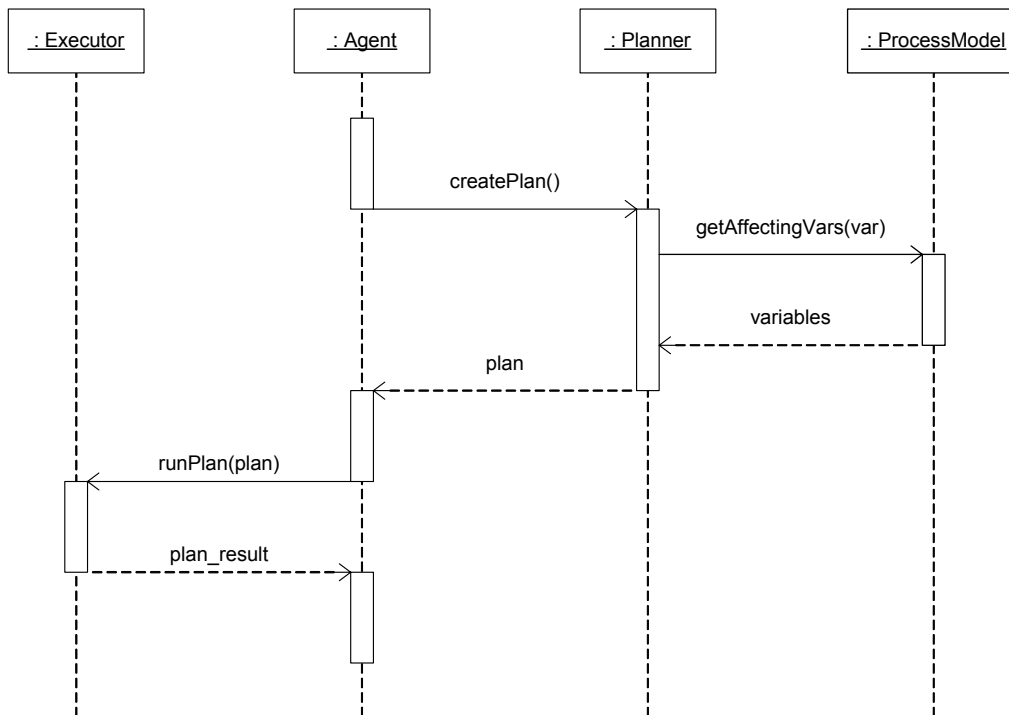 : Executor
: Agent
: Planner
: ProcessModel
createPlan()
getAffectingVars(var)
variables
plan
runPlan(plan)
plan_result